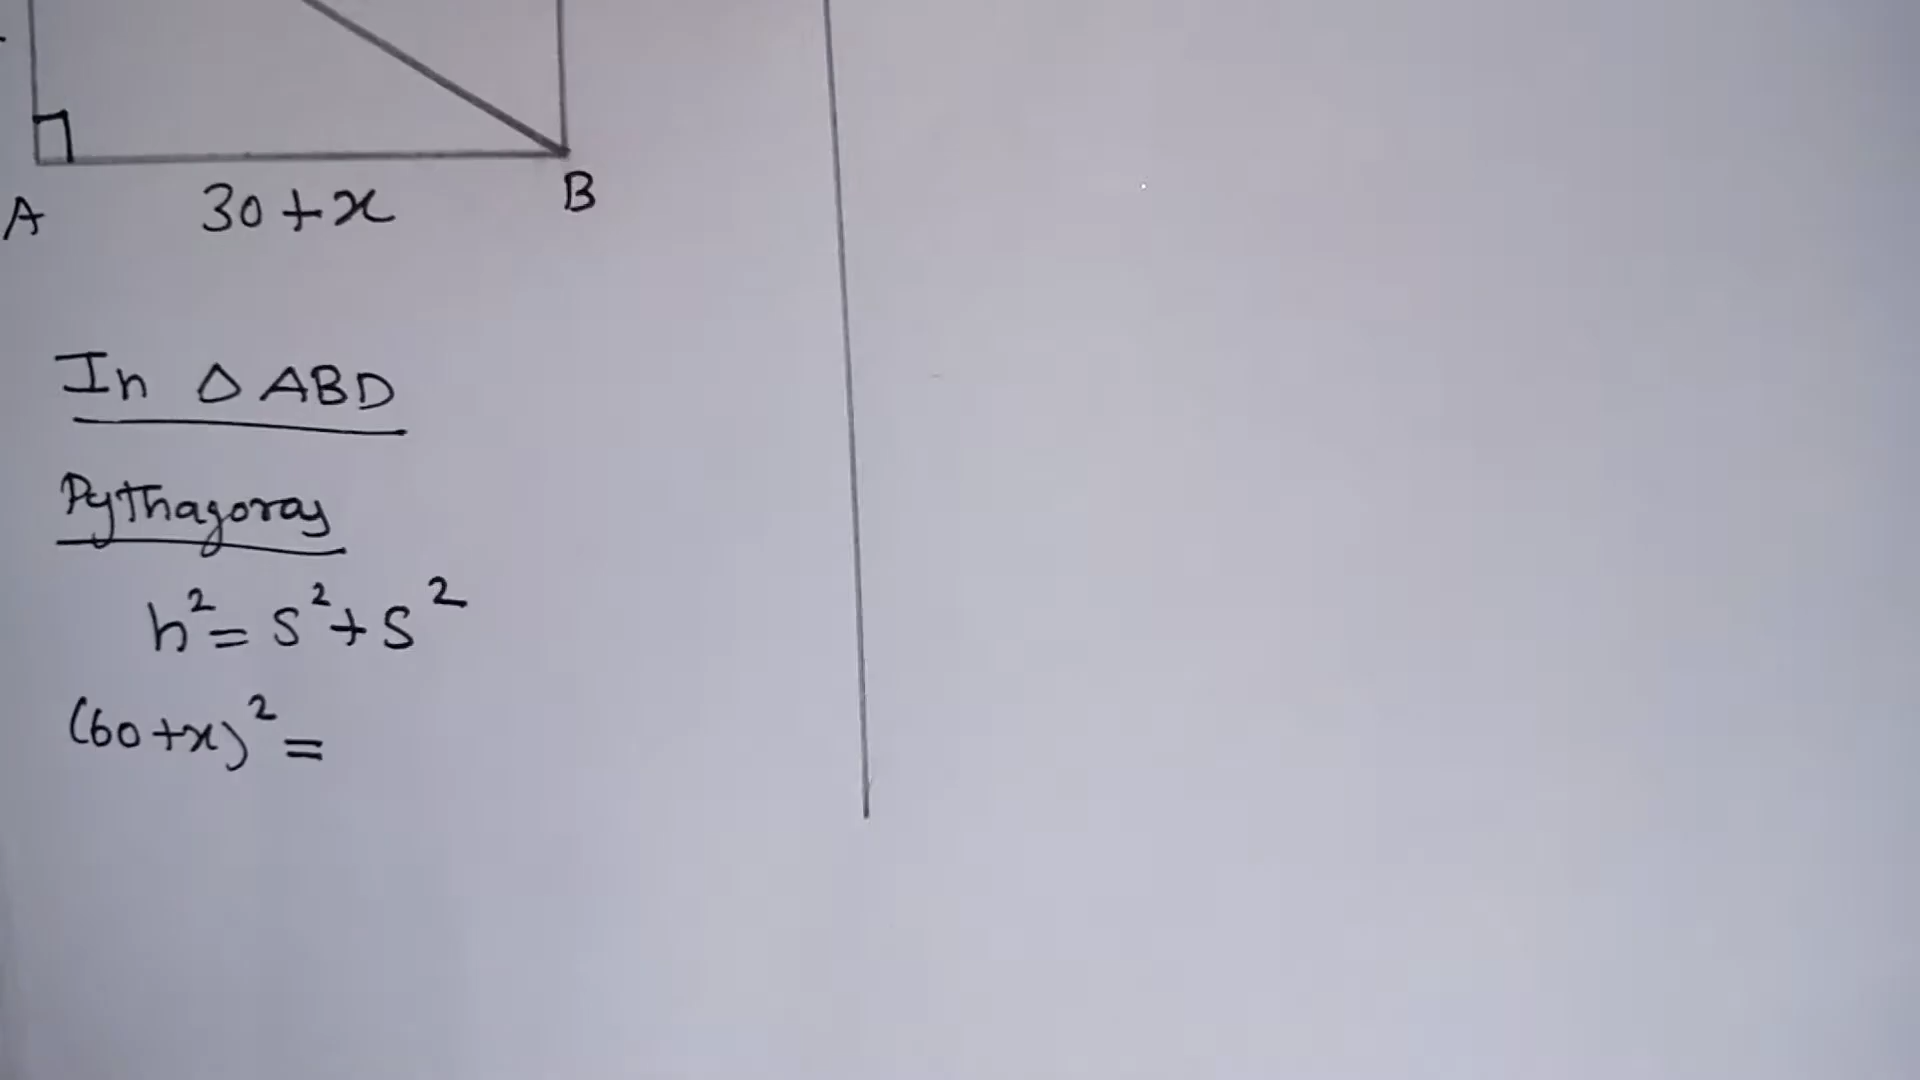 A 30+x B
In △ABD
Pythagoras
h²=s²+s²
(60+x)²=